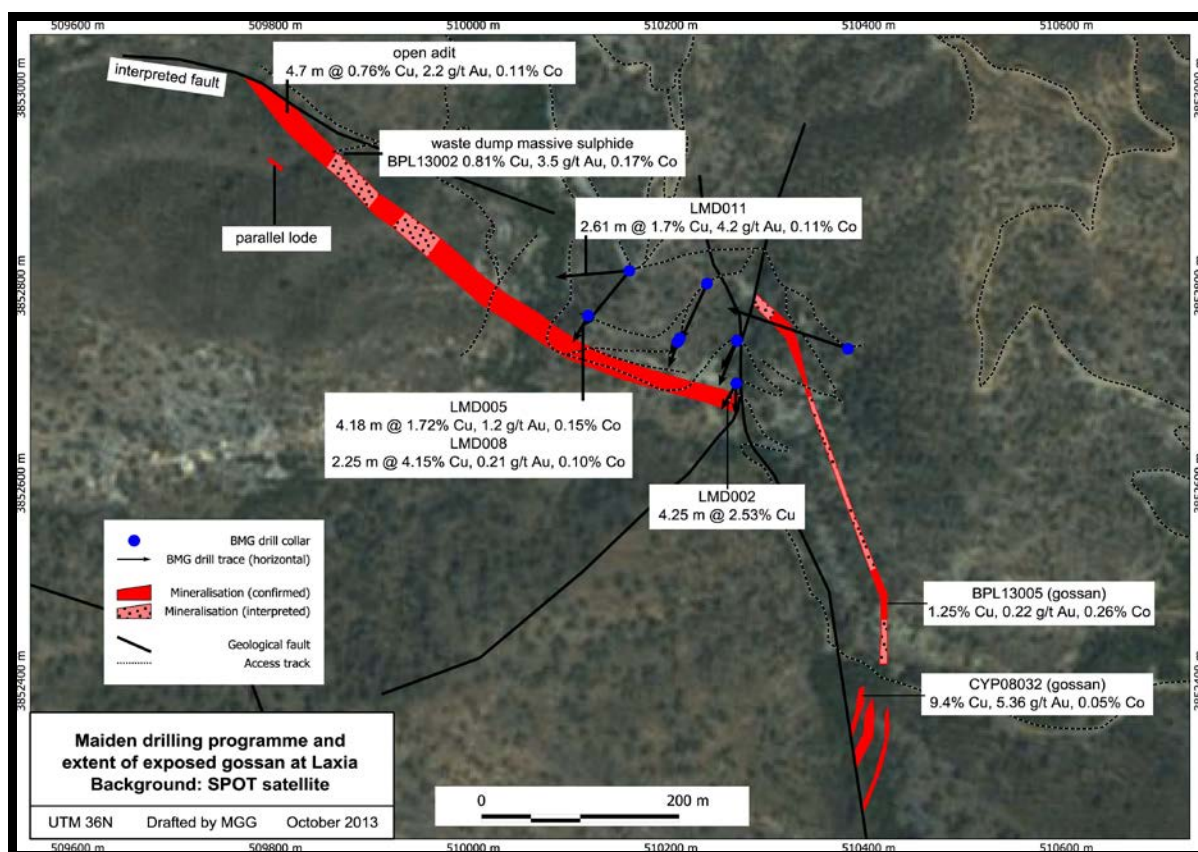 509600 m
509800 m
510000 m
510200 m
510400 m
510600 m
3853000 m
3853000 m
open adit
4.7 m @ 0.76% Cu, 2.2 g/t Au, 0.11% Co
interpreted fault
waste dump massive sulphide
BPL13002 0.81% Cu, 3.5 g/t Au, 0.17% Co
parallel lode
LMD011
2.61 m @ 1.7% Cu, 4.2 g/t Au, 0.11% Co
3852800 m
3852800 m
LMD005
4.18 m @ 1.72% Cu, 1.2 g/t Au, 0.15% Co
LMD008
2.25 m @ 4.15% Cu, 0.21 g/t Au, 0.10% Co
LMD002
4.25 m @ 2.53% Cu
3852600 m
3852600 m
BMG drill collar
BMG drill trace (horizontal)
Mineralisation (confirmed)
Mineralisation (interpreted)
Geological fault
Access track
BPL13005 (gossan)
1.25% Cu, 0.22 g/t Au, 0.26% Co
CYP08032 (gossan)
9.4% Cu, 5.36 g/t Au, 0.05% Co
3852400 m
3852400 m
Maiden drilling programme and
extent of exposed gossan at Laxia
Background: SPOT satellite
UTM 36N Drafted by MGG October 2013
0 200 m
509600 m
509800 m
510000 m
510200 m
510400 m
510600 m